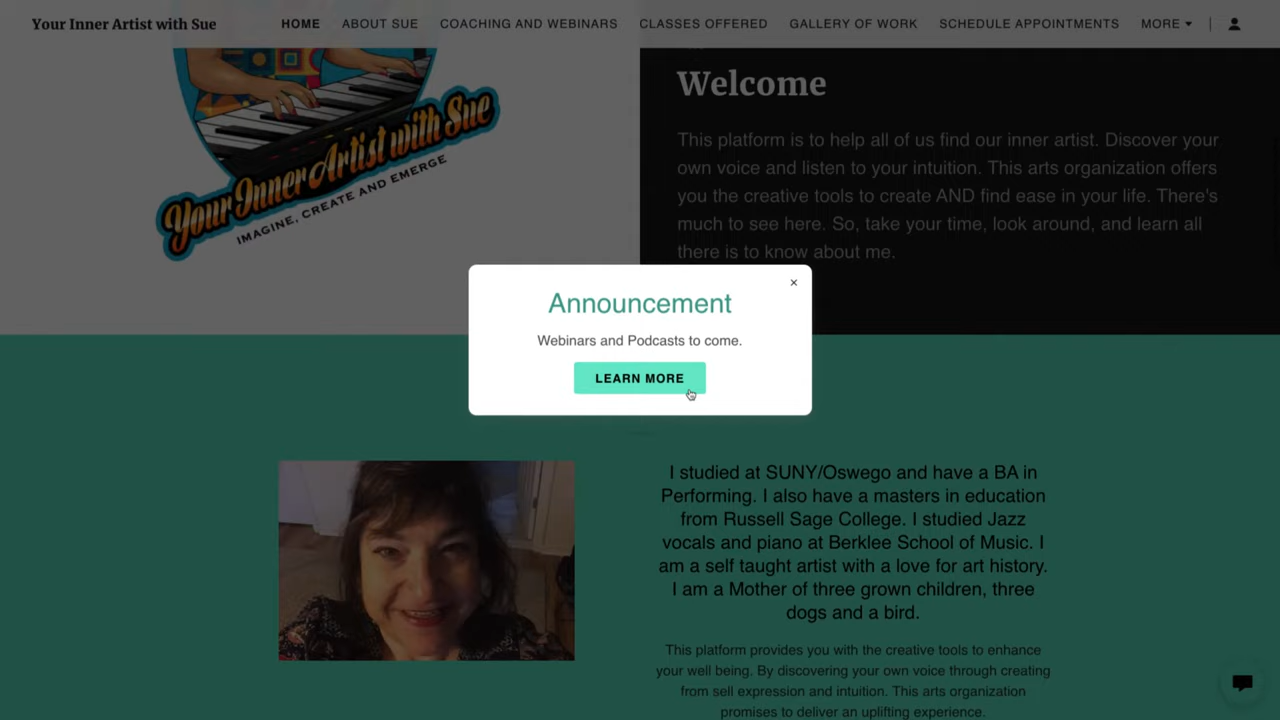 Your Inner Artist with Sue
HOME
ABOUT SUE
COACHING AND WEBINARS
CLASSES OFFERED
GALLERY OF WORK
SCHEDULE APPOINTMENTS
MORE
Your Inner Artist with Sue
IMAGINE, CREATE AND EMERGE
Welcome
This platform is to help all of us find our inner artist. Discover your
own voice and listen to your intuition. This arts organization offers
you the creative tools to create AND find ease in your life. There's
much to see here. So, take your time, look around, and learn all
there is to know about me.
×
Announcement
Webinars and Podcasts to come.
LEARN MORE
I studied at SUNY/Oswego and have a BA in
Performing. I also have a masters in education
from Russell Sage College. I studied Jazz
vocals and piano at Berklee School of Music. I
am a self taught artist with a love for art history.
I am a Mother of three grown children, three
dogs and a bird.
This platform provides you with the creative tools to enhance
your well being. By discovering your own voice through creating
from sell expression and intuition. This arts organization
promises to deliver an uplifting experience.